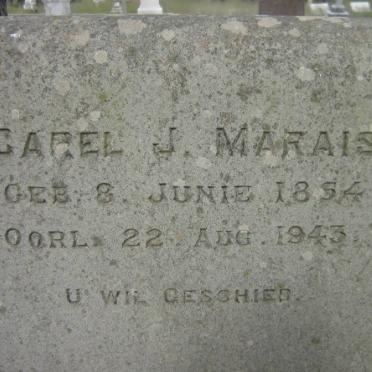 CAREL J. MARAIS
GEB. 8. JUNIE 1854
OORL. 22 AUG. 1943.
U WIL GESCHIED.